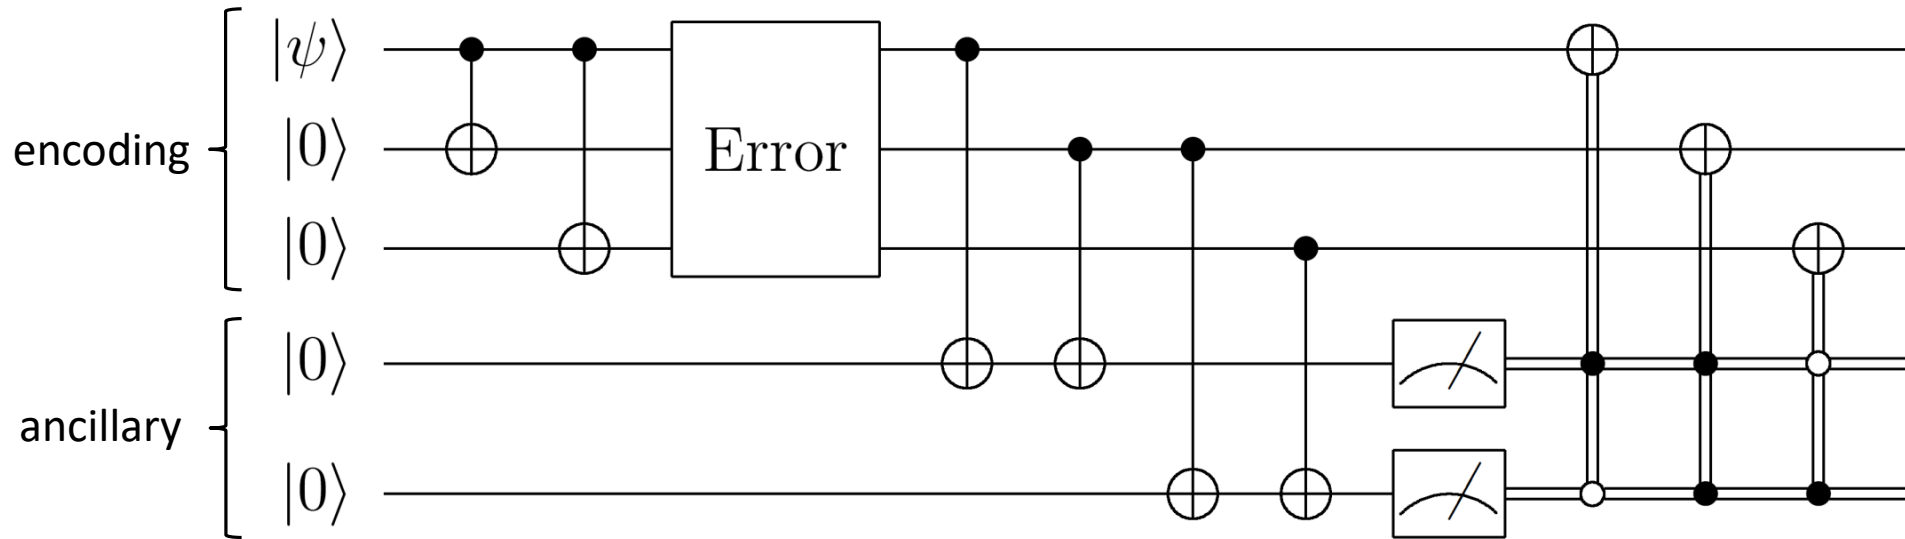 |ψ⟩
encoding |0⟩ Error
|0⟩
|0⟩
ancillary
|0⟩